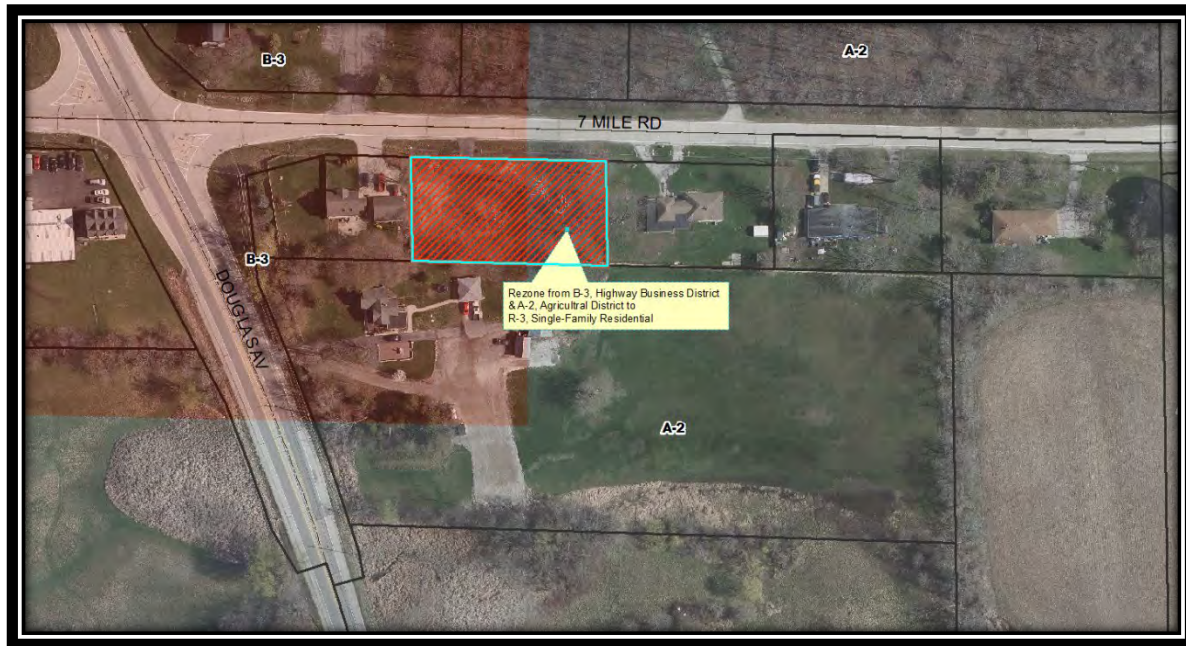 B-3
A-2
7 MILE RD
B-3
DOUGLAS AV
Rezone from B-3, Highway Business District
& A-2, Agricultral District to
R-3, Single-Family Residential
A-2